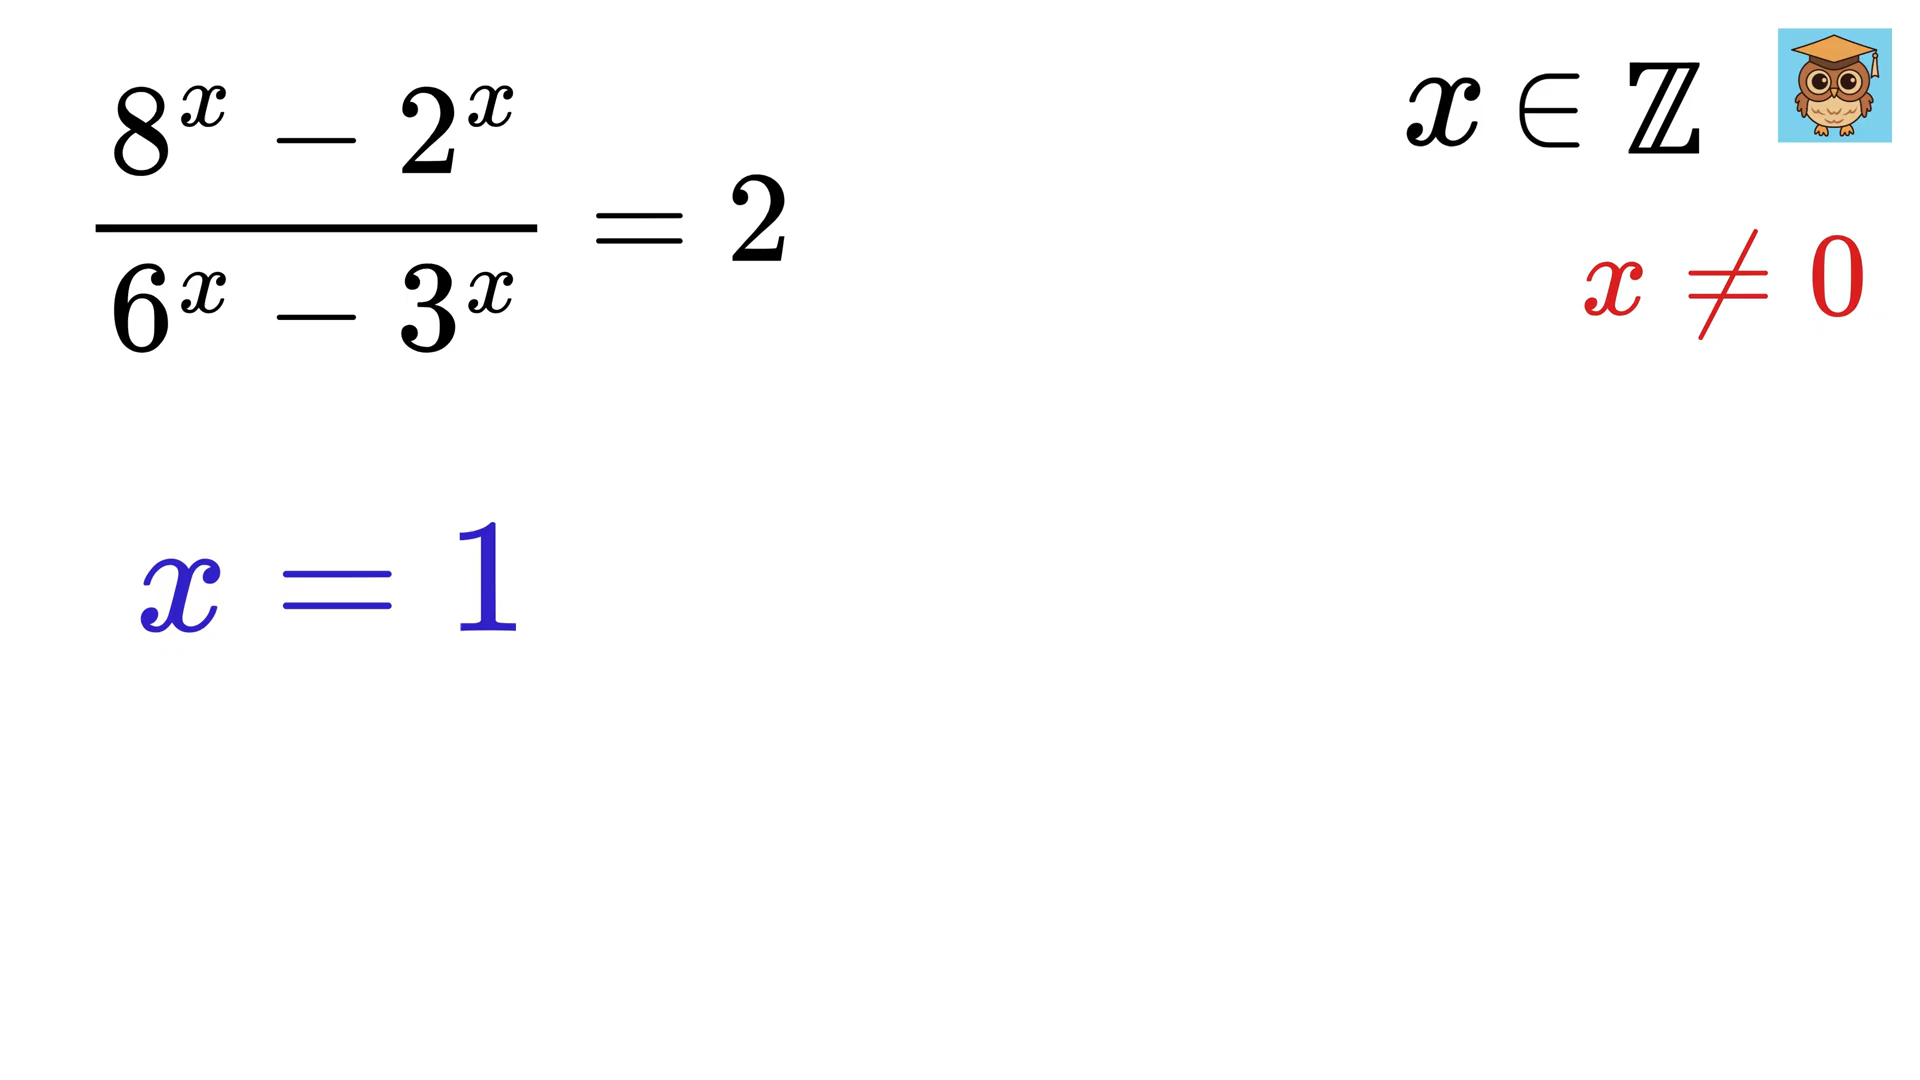 8^x − 2^x
6^x − 3^x
= 2
x ∈ ℤ
x ≠ 0
x = 1